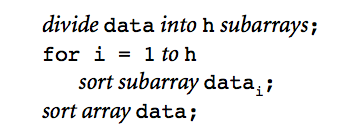 divide data into h subarrays;
for i = 1 to h
sort subarray dataᵢ;
sort array data;